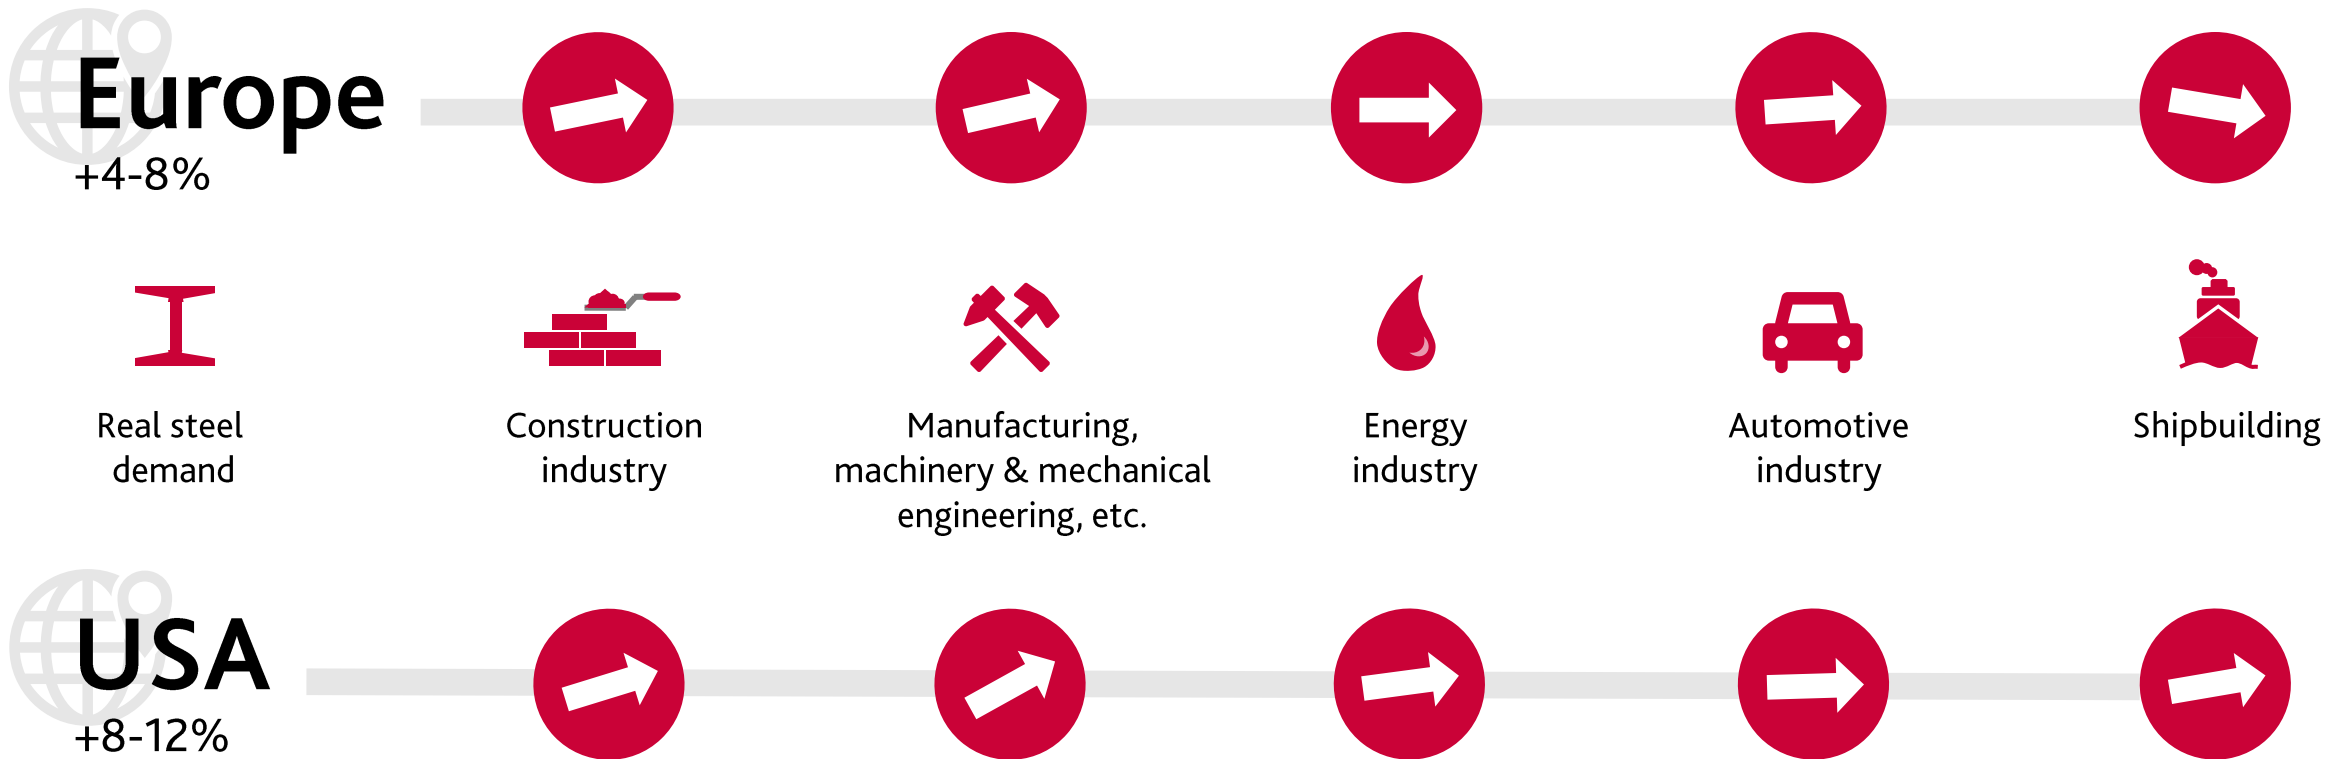 Europe
+4-8%
Real steel
demand
Construction
industry
Manufacturing,
machinery & mechanical
engineering, etc.
Energy
industry
Automotive
industry
Shipbuilding
USA
+8-12%